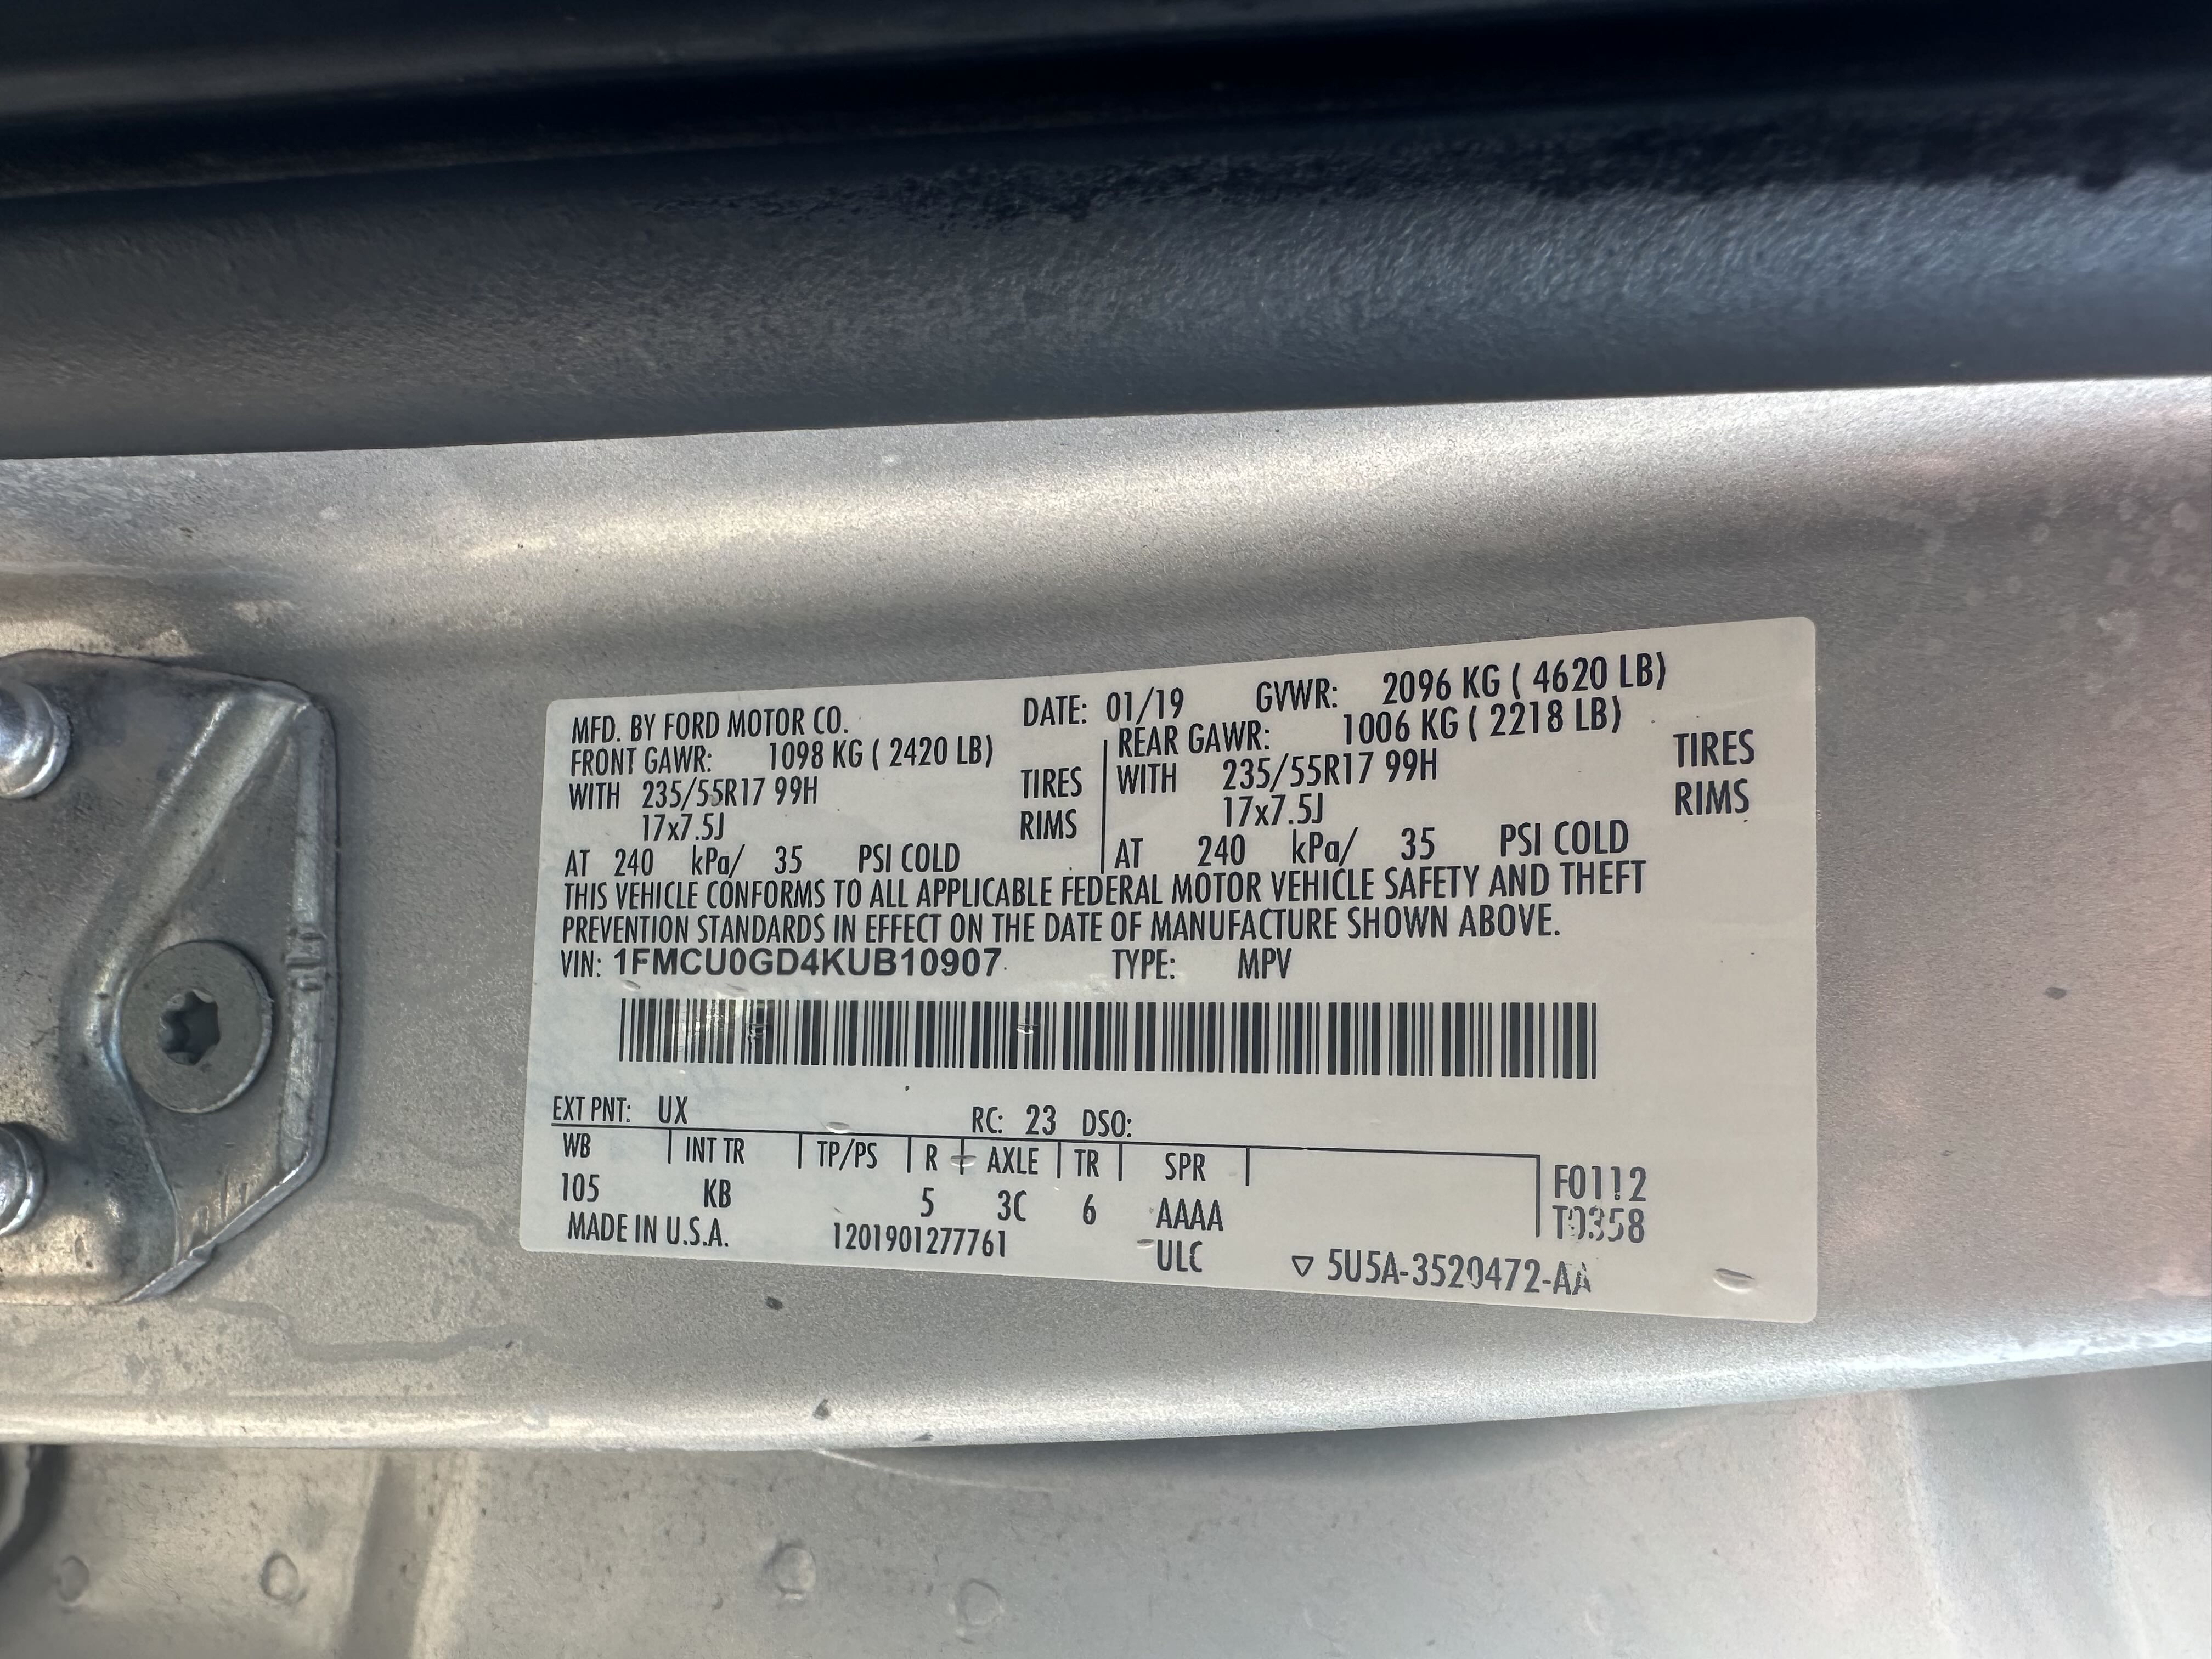 MFD. BY FORD MOTOR CO. DATE: 01/19 GVWR: 2096 KG ( 4620 LB)
FRONT GAWR: 1098 KG ( 2420 LB) REAR GAWR: 1006 KG ( 2218 LB)
WITH 235/55R17 99H TIRES WITH 235/55R17 99H TIRES
17x7.5J RIMS 17x7.5J RIMS
AT 240 kPa/ 35 PSI COLD AT 240 kPa/ 35 PSI COLD
THIS VEHICLE CONFORMS TO ALL APPLICABLE FEDERAL MOTOR VEHICLE SAFETY AND THEFT
PREVENTION STANDARDS IN EFFECT ON THE DATE OF MANUFACTURE SHOWN ABOVE.
VIN: 1FMCU0GD4KUB10907 TYPE: MPV
EXT PNT: UX RC: 23 DSO:
WB INT TR TP/PS R AXLE TR SPR F0112
105 KB 5 3C 6 AAAA T0358
MADE IN U.S.A. 1201901277761 ULC ▽ 5U5A-3520472-AA